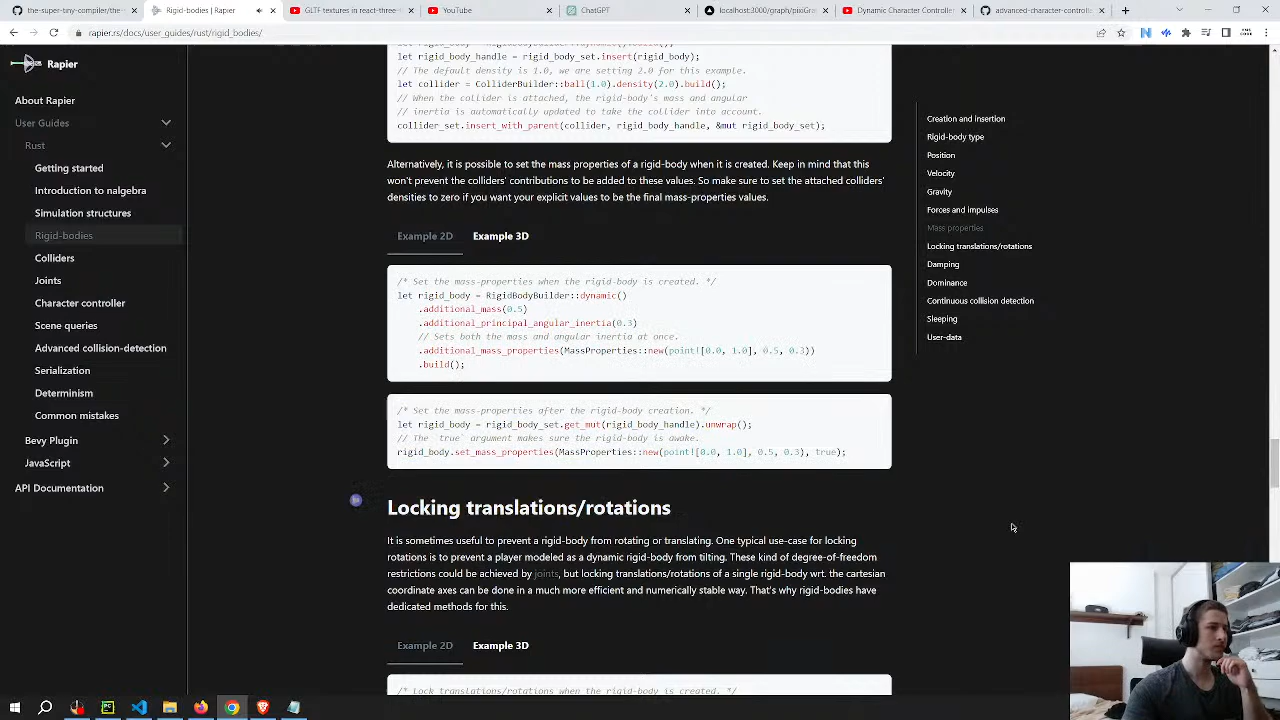 the-super-tiny-compiler/the-
Rigid-bodies | Rapier
GLTF textures in react-three-
YouTube
ChatGPT
localhost:3000/graph/pixiGrap
Dynamic Character Controller
advanced-character-controlle
rapier.rs/docs/user_guides/rust/rigid_bodies/
Rapier
About Rapier
User Guides
Rust
Getting started
Introduction to nalgebra
Simulation structures
Rigid-bodies
Colliders
Joints
Character controller
Scene queries
Advanced collision-detection
Serialization
Determinism
Common mistakes
Bevy Plugin
JavaScript
API Documentation
let rigid_body_handle = rigid_body_set.insert(rigid_body);
// The default density is 1.0, we are setting 2.0 for this example.
let collider = ColliderBuilder::ball(1.0).density(2.0).build();
// When the collider is attached, the rigid-body's mass and angular
// inertia is automatically updated to take the collider into account.
collider_set.insert_with_parent(collider, rigid_body_handle, &mut rigid_body_set);
Alternatively, it is possible to set the mass properties of a rigid-body when it is created. Keep in mind that this
won't prevent the colliders' contributions to be added to these values. So make sure to set the attached colliders'
densities to zero if you want your explicit values to be the final mass-properties values.
Example 2D Example 3D
/* Set the mass-properties when the rigid-body is created. */
let rigid_body = RigidBodyBuilder::dynamic()
.additional_mass(0.5)
.additional_principal_angular_inertia(0.3)
// Sets both the mass and angular inertia at once.
.additional_mass_properties(MassProperties::new(point![0.0, 1.0], 0.5, 0.3))
.build();
/* Set the mass-properties after the rigid-body creation. */
let rigid_body = rigid_body_set.get_mut(rigid_body_handle).unwrap();
// The `true` argument makes sure the rigid-body is awake.
rigid_body.set_mass_properties(MassProperties::new(point![0.0, 1.0], 0.5, 0.3), true);
Locking translations/rotations
It is sometimes useful to prevent a rigid-body from rotating or translating. One typical use-case for locking
rotations is to prevent a player modeled as a dynamic rigid-body from tilting. These kind of degree-of-freedom
restrictions could be achieved by joints, but locking translations/rotations of a single rigid-body wrt. the cartesian
coordinate axes can be done in a much more efficient and numerically stable way. That's why rigid-bodies have
dedicated methods for this.
Example 2D Example 3D
/* Lock translations/rotations when the rigid-body is created. */
Creation and insertion
Rigid-body type
Position
Velocity
Gravity
Forces and impulses
Mass properties
Locking translations/rotations
Damping
Dominance
Continuous collision detection
Sleeping
User-data